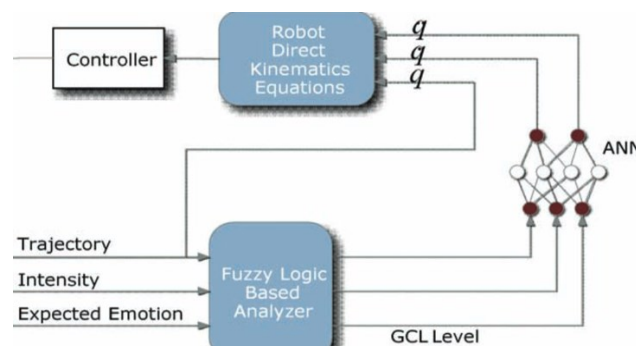 Robot
Direct
Kinematics
Equations
Controller
q
q
q
ANN
Trajectory
Intensity
Expected Emotion
Fuzzy Logic
Based
Analyzer
GCL Level